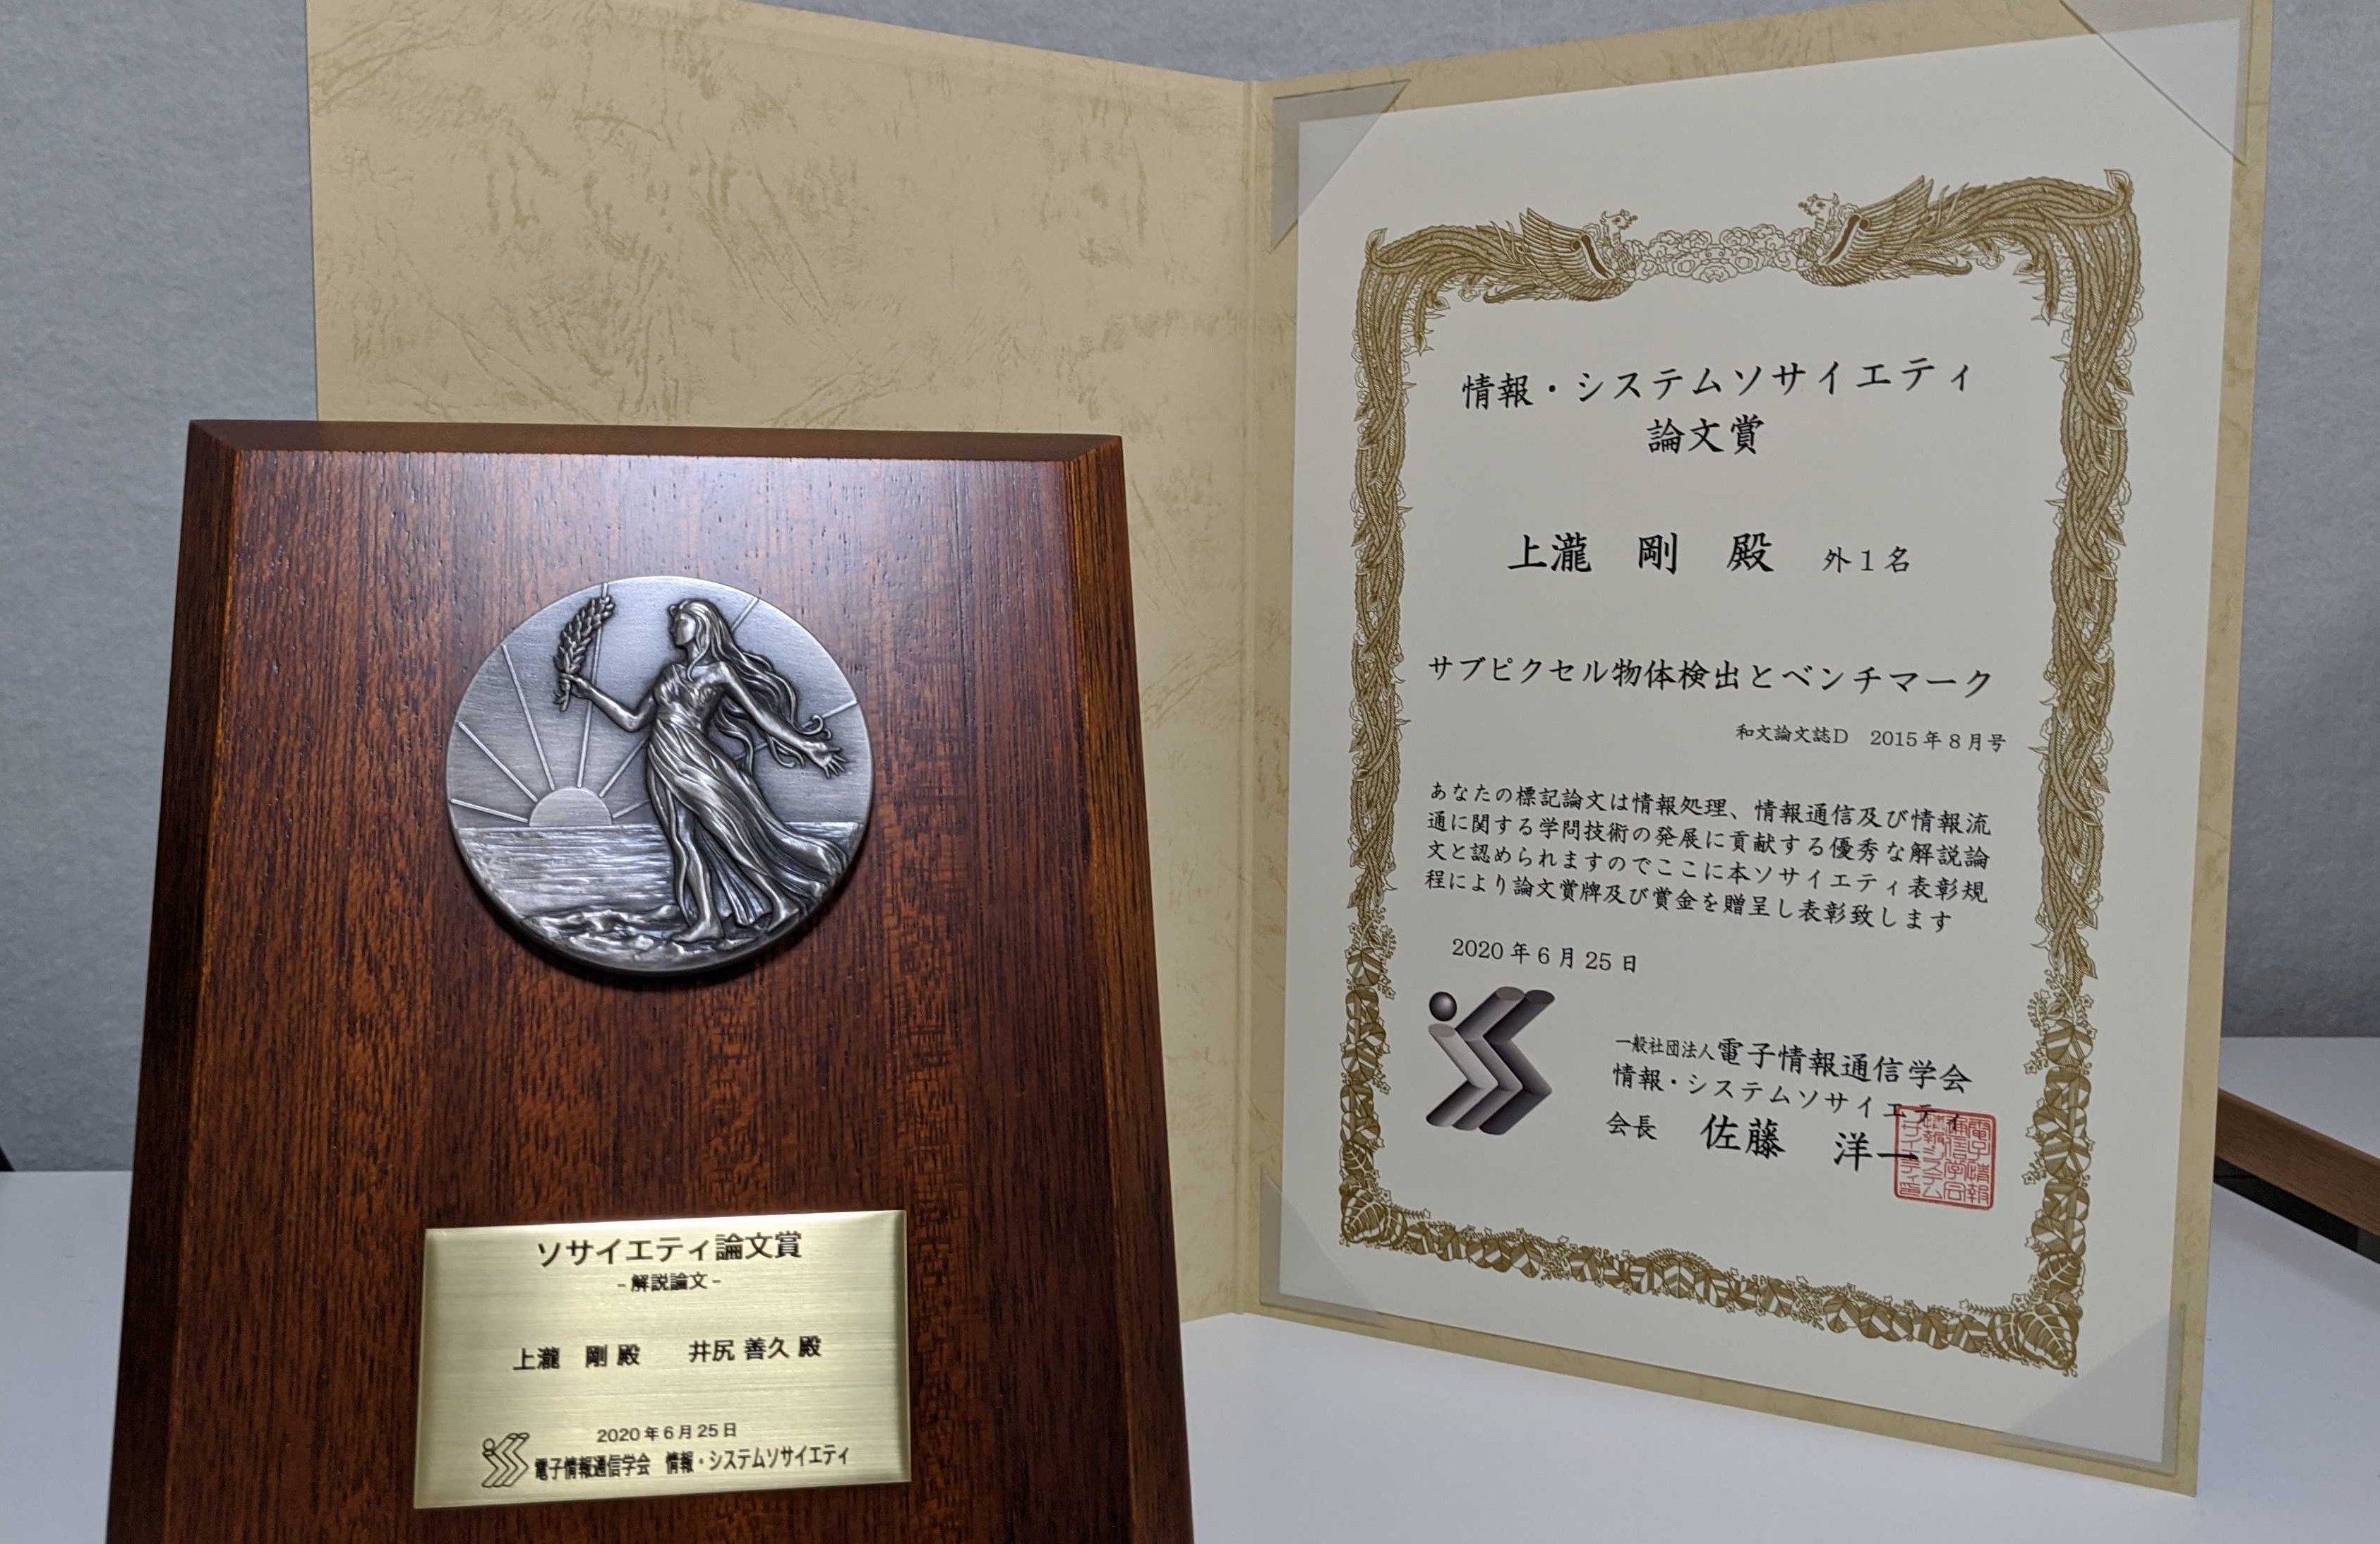 情報・システムソサイエティ
論文賞
上瀧 剛 殿 外1名
サブピクセル物体検出とベンチマーク
和文論文誌D 2015年8月号
あなたの標記論文は情報処理、情報通信及び情報流
通に関する学問技術の発展に貢献する優秀な解説論
文と認められますのでここに本ソサイエティ表彰規
程により論文賞牌及び賞金を贈呈し表彰致します
2020年6月25日
一般社団法人電子情報通信学会
情報・システムソサイエティ
会長 佐藤 洋一
ソサイエティ論文賞
-解説論文-
上瀧 剛 殿 井尻 善久 殿
2020年6月25日
電子情報通信学会 情報・システムソサイエティ